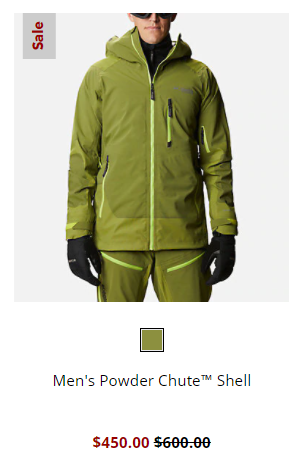 Sale
Men's Powder Chute™ Shell
$450.00 $600.00